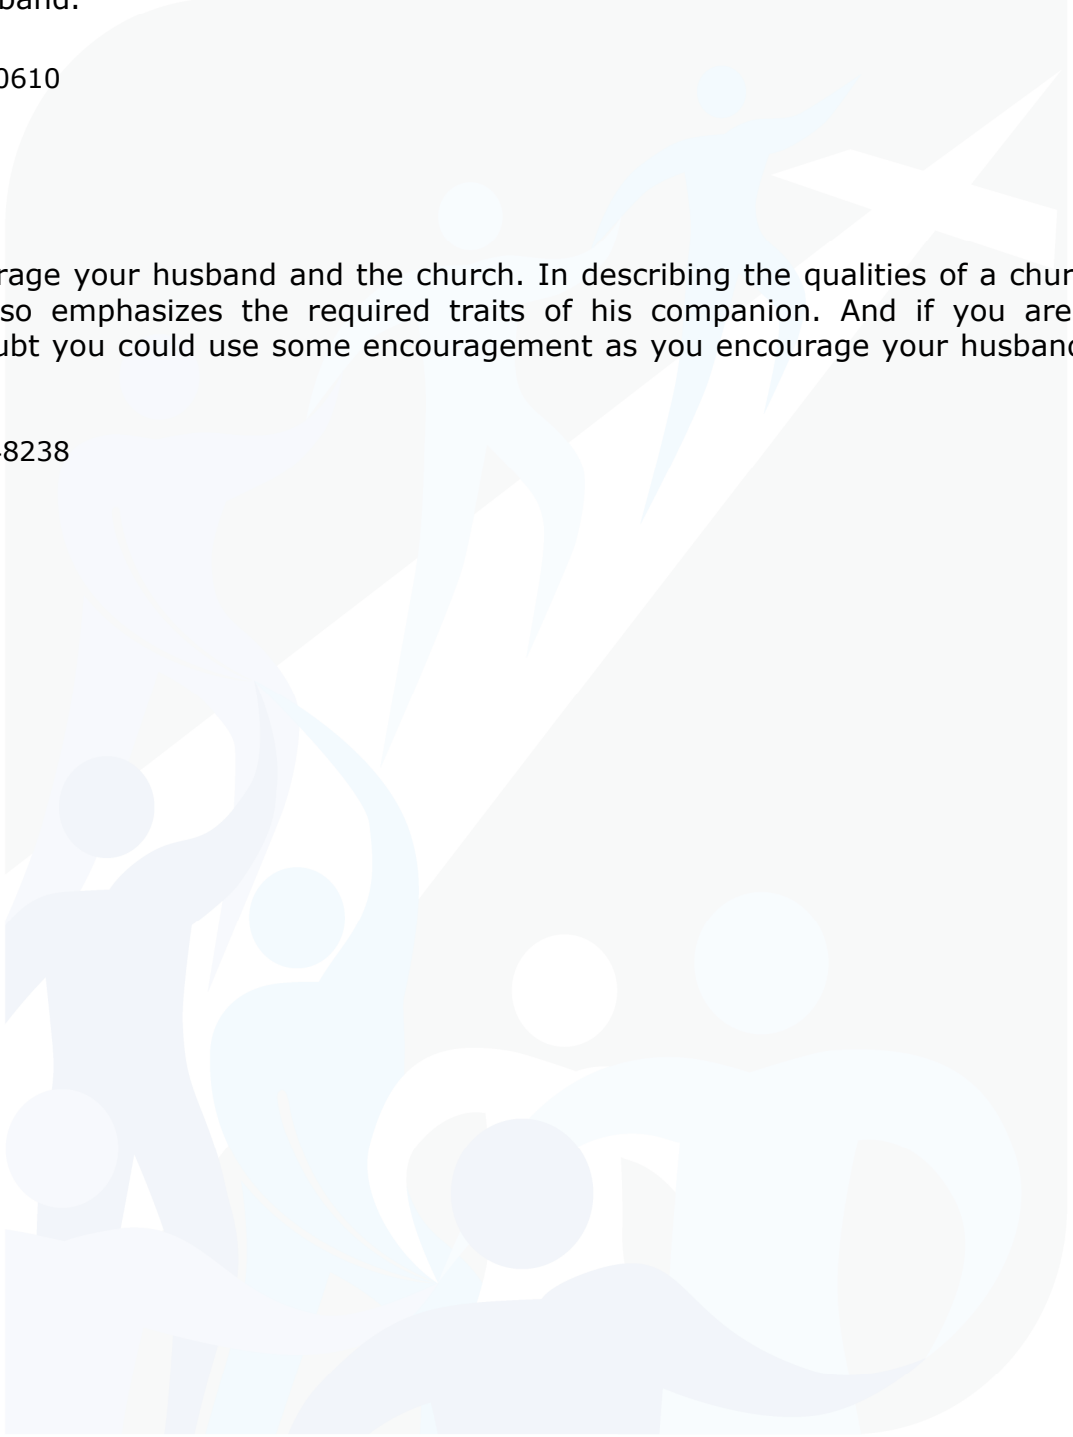 band.
0610
rage your husband and the church. In describing the qualities of a chur
so emphasizes the required traits of his companion. And if you are
ubt you could use some encouragement as you encourage your husband
-8238